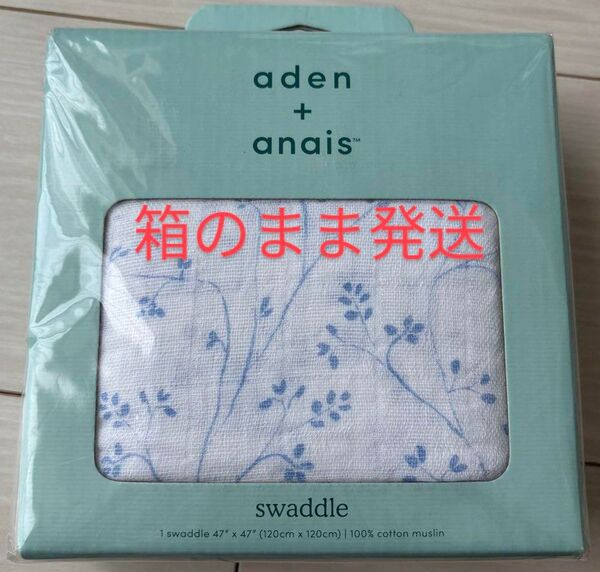 aden
+
anais™
箱のまま発送
swaddle
1 swaddle 47" x 47" (120cm x 120cm) | 100% cotton muslin